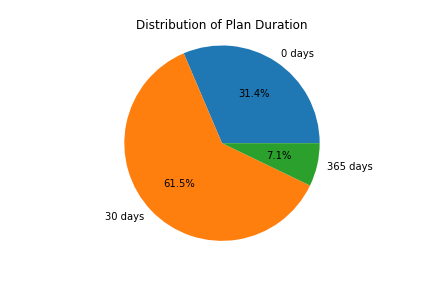 Distribution of Plan Duration
0 days
31.4%
7.1%
365 days
61.5%
30 days